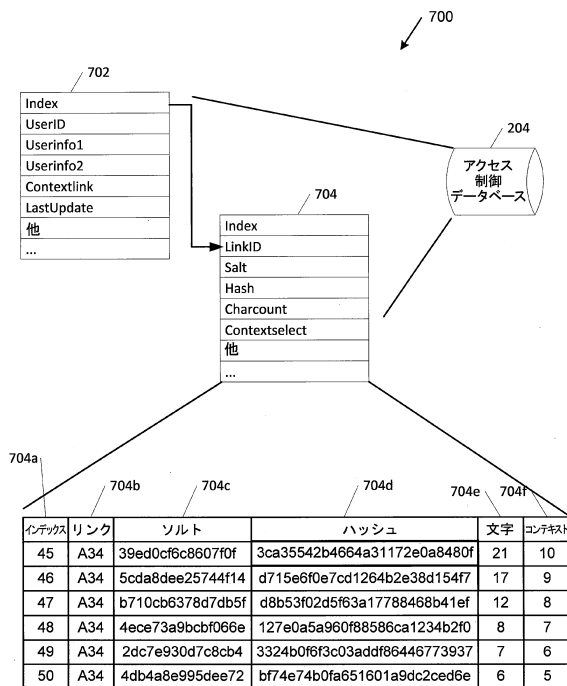 700
702
Index
UserID
Userinfo1
Userinfo2
Contextlink
LastUpdate
他
...
204
アクセス
制御
データベース
704
Index
LinkID
Salt
Hash
Charcount
Contextselect
他
...
704a 704b 704c 704d 704e 704f
インデックス リンク ソルト ハッシュ 文字 コンテキスト
45 A34 39ed0cf6c8607f0f 3ca35542b4664a31172e0a8480f 21 10
46 A34 5cda8dee25744f14 d715e6f0e7cd1264b2e38d154f7 17 9
47 A34 b710cb6378d7db5f d8b53f02d5f63a17788468b41ef 12 8
48 A34 4ece73a9bcbf066e 127e0a5a960f88586ca1234b2f0 8 7
49 A34 2dc7e930d7c8cb4 3324b0f6f3c03addf86446773937 7 6
50 A34 4db4a8e995dee72 bf74e74b0fa651601a9dc2ced6e 6 5